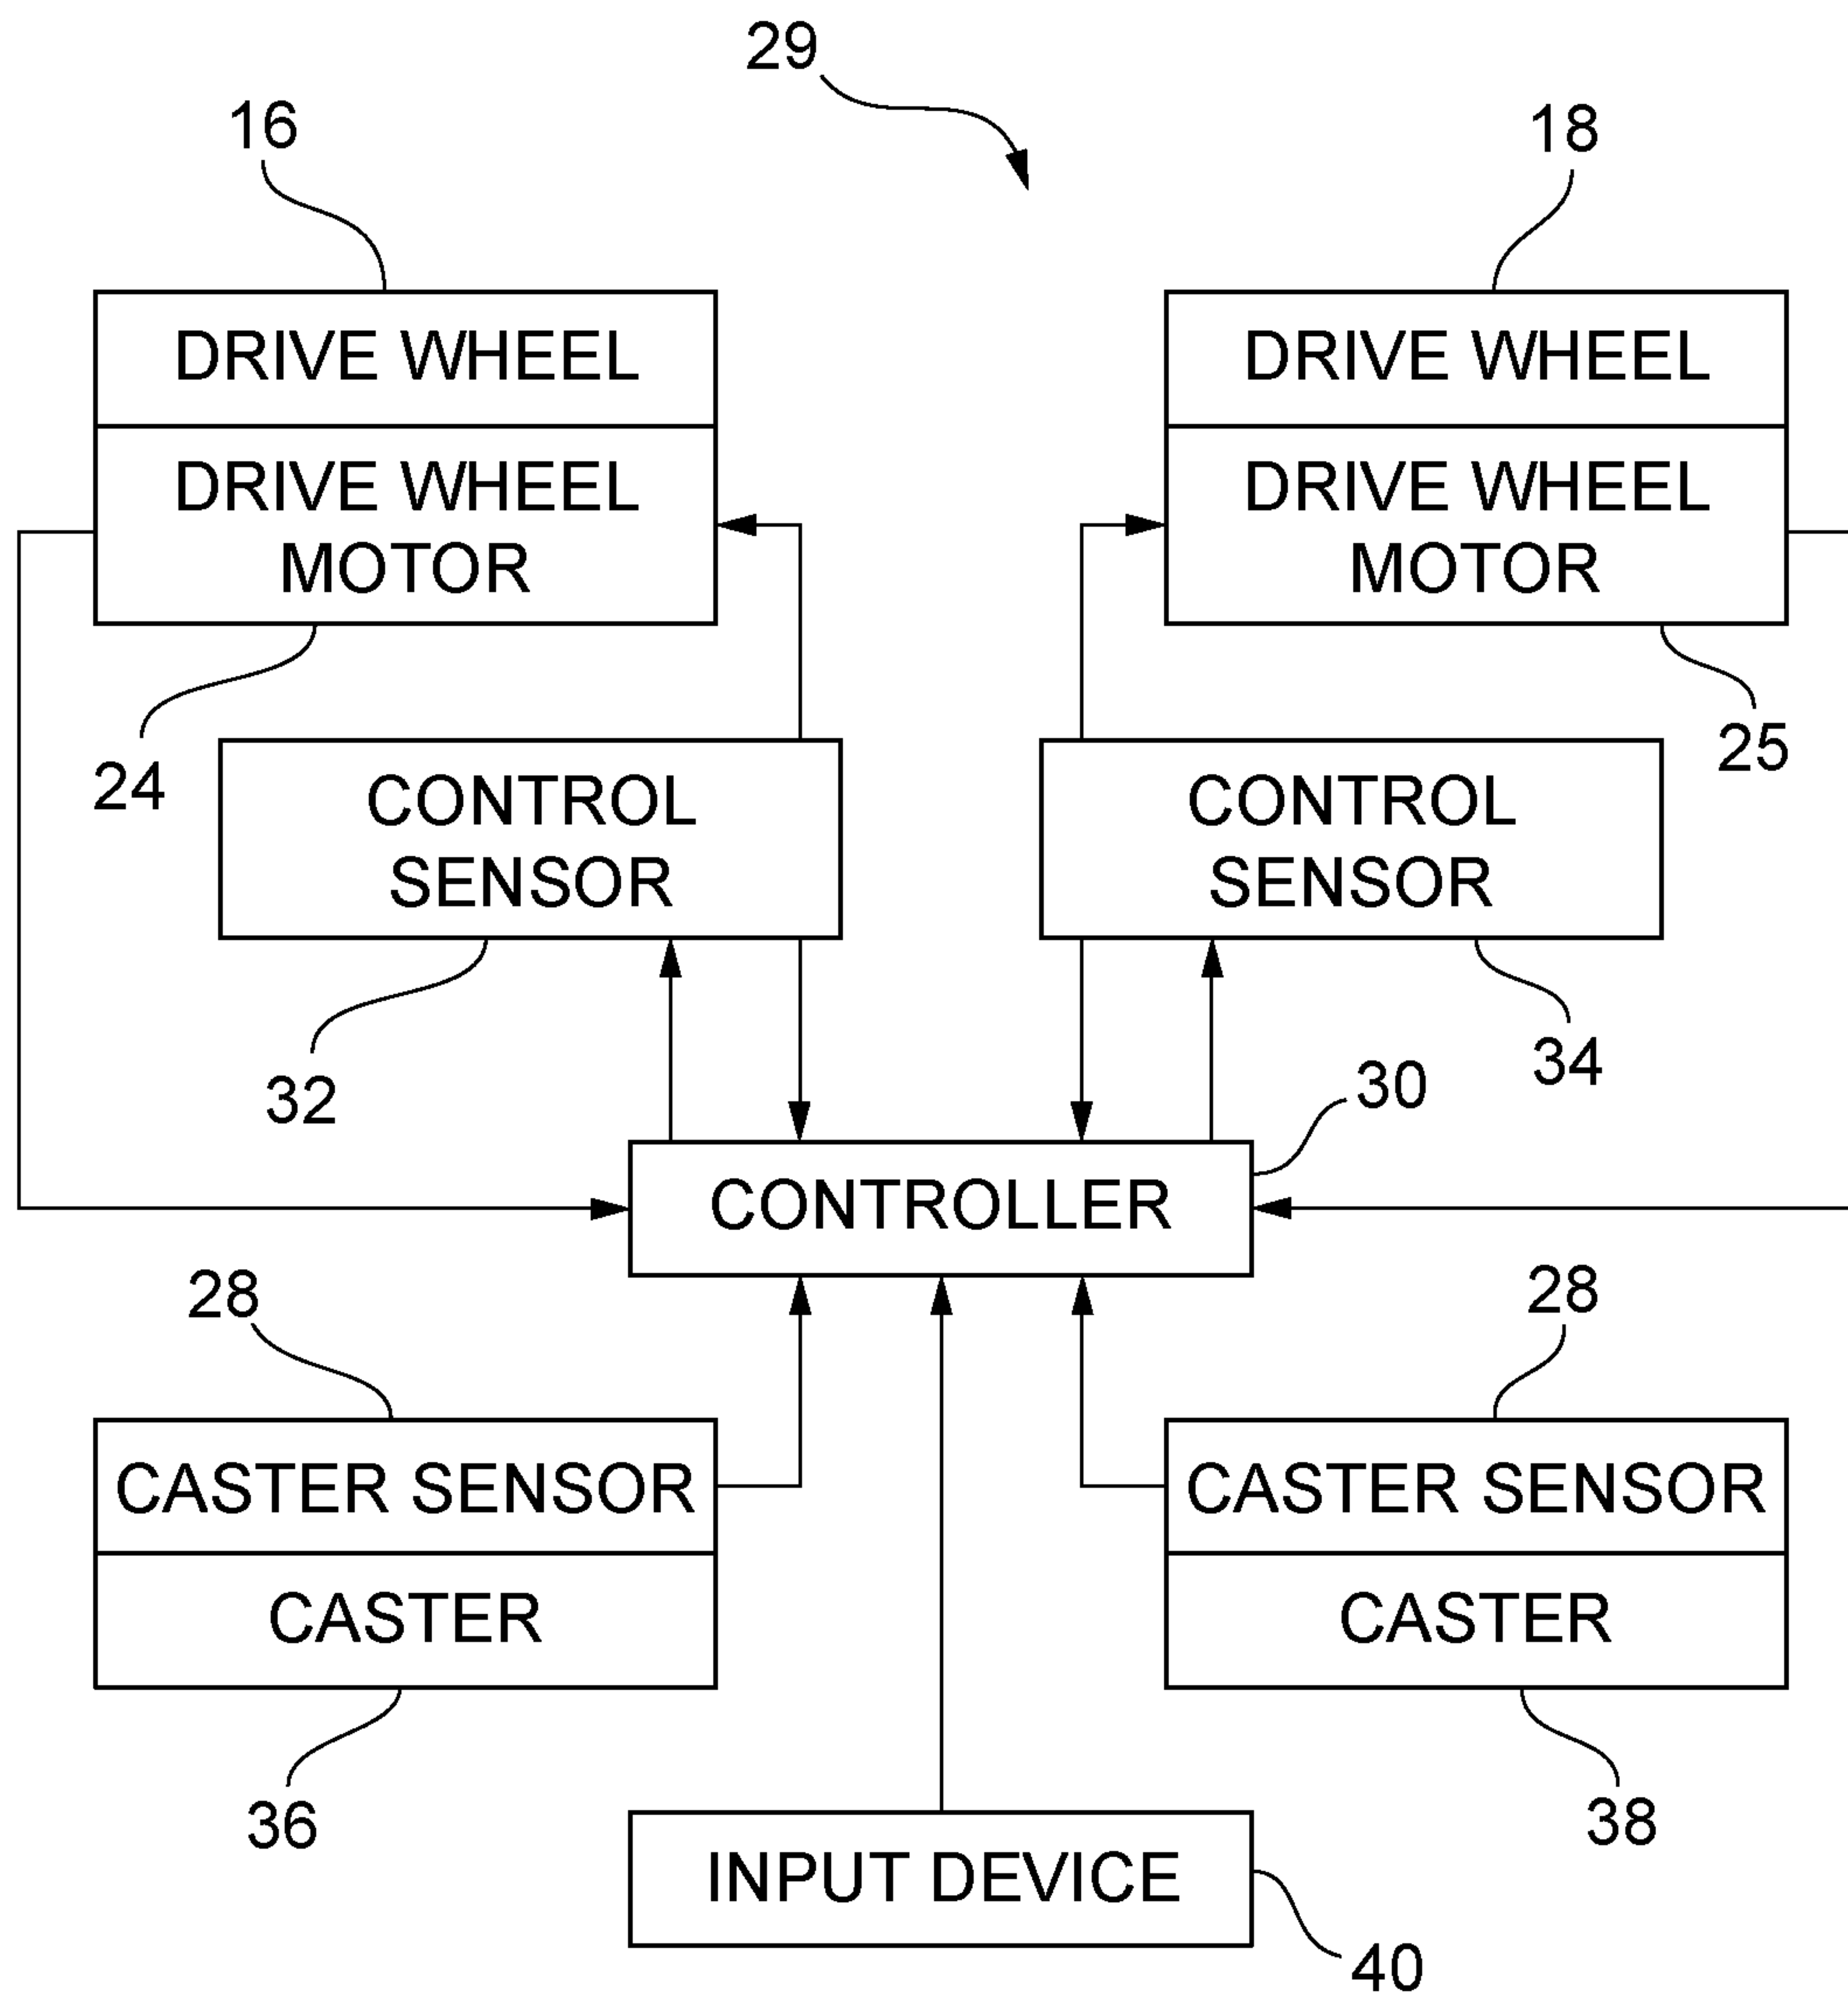 29
16
18
DRIVE WHEEL
DRIVE WHEEL
DRIVE WHEEL
MOTOR
DRIVE WHEEL
MOTOR
24
25
CONTROL
SENSOR
CONTROL
SENSOR
32
34
30
CONTROLLER
28
28
CASTER SENSOR
CASTER SENSOR
CASTER
CASTER
36
38
INPUT DEVICE
40